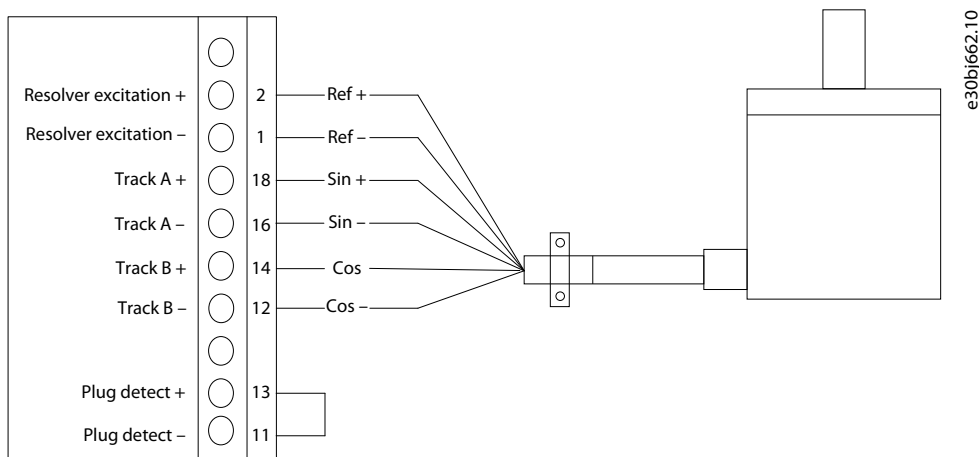 Resolver excitation + 2 Ref +
Resolver excitation – 1 Ref –
Track A + 18 Sin +
Track A – 16 Sin –
Track B + 14 Cos
Track B – 12 Cos –
Plug detect + 13
Plug detect – 11
e30bj662.10